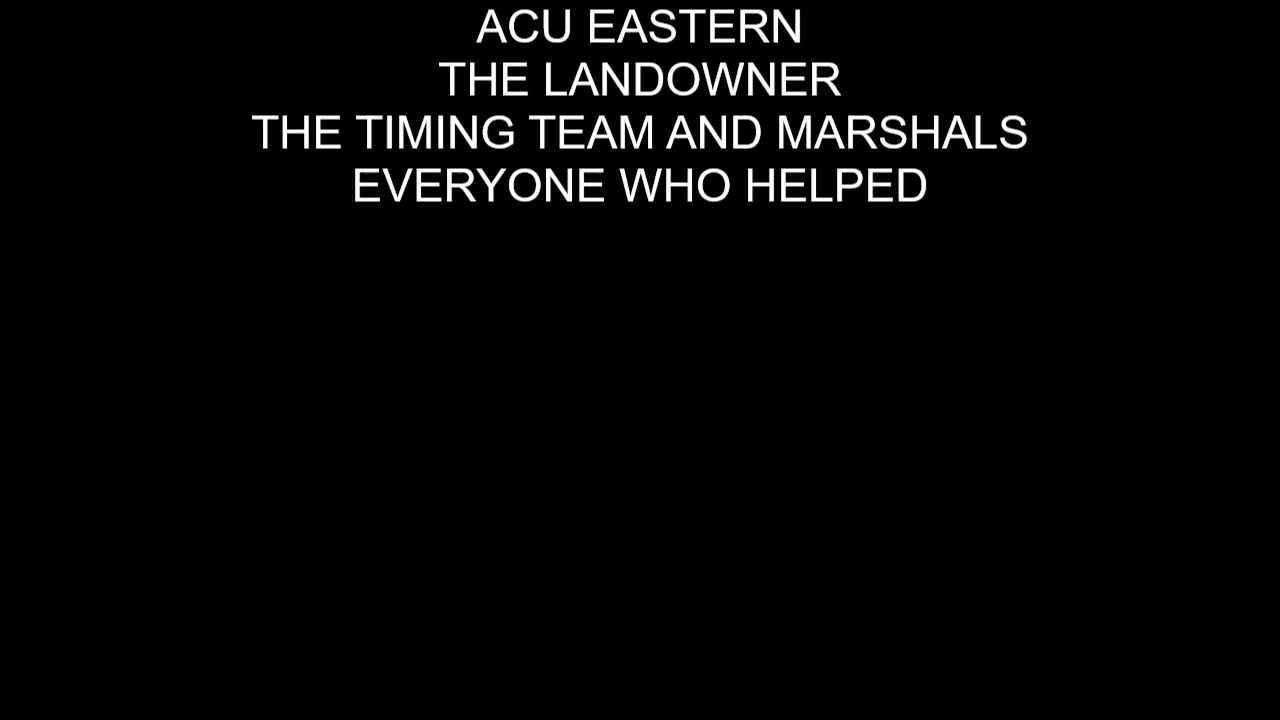 ACU EASTERN
THE LANDOWNER
THE TIMING TEAM AND MARSHALS
EVERYONE WHO HELPED